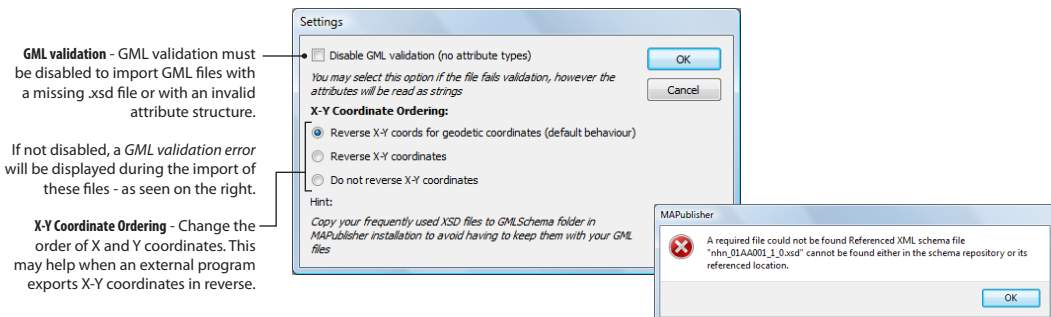 GML validation - GML validation must
be disabled to import GML files with
a missing .xsd file or with an invalid
attribute structure.
If not disabled, a GML validation error
will be displayed during the import of
these files - as seen on the right.
X-Y Coordinate Ordering - Change the
order of X and Y coordinates. This
may help when an external program
exports X-Y coordinates in reverse.
Settings
Disable GML validation (no attribute types)
OK
You may select this option if the file fails validation, however the
attributes will be read as strings
Cancel
X-Y Coordinate Ordering:
Reverse X-Y coords for geodetic coordinates (default behaviour)
Reverse X-Y coordinates
Do not reverse X-Y coordinates
Hint:
Copy your frequently used XSD files to GMLSchema folder in
MAPublisher installation to avoid having to keep them with your GML
files
MAPublisher
A required file could not be found Referenced XML schema file
"nhn_01AA001_1_0.xsd" cannot be found either in the schema repository or its
referenced location.
OK